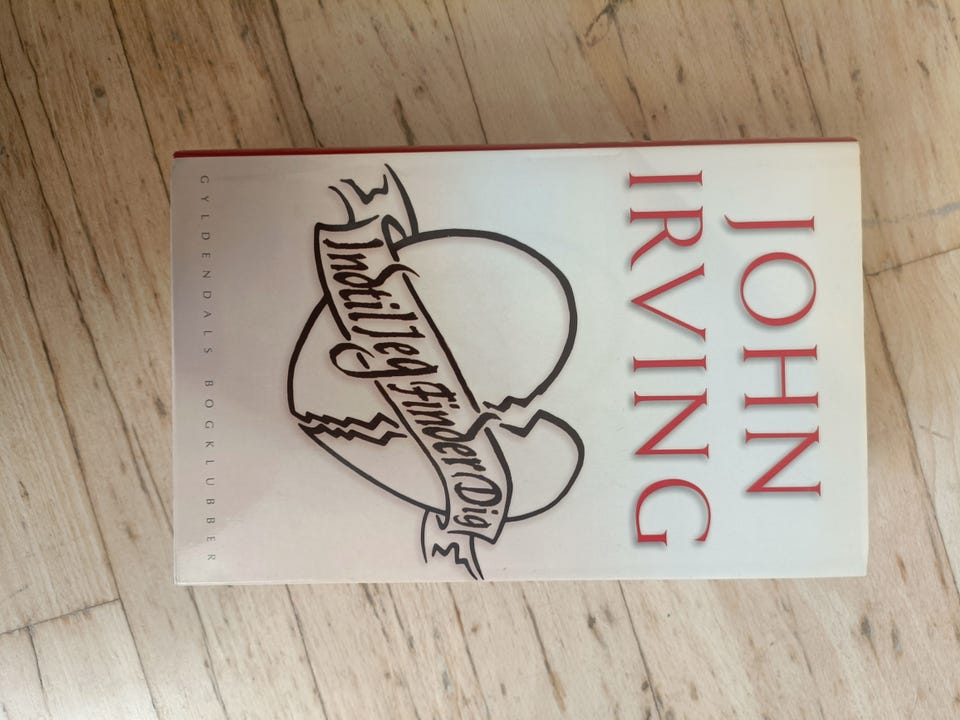 JOHN
IRVING
Indtil Jeg Finder Dig
GYLDENDALS BOGKLUBBER